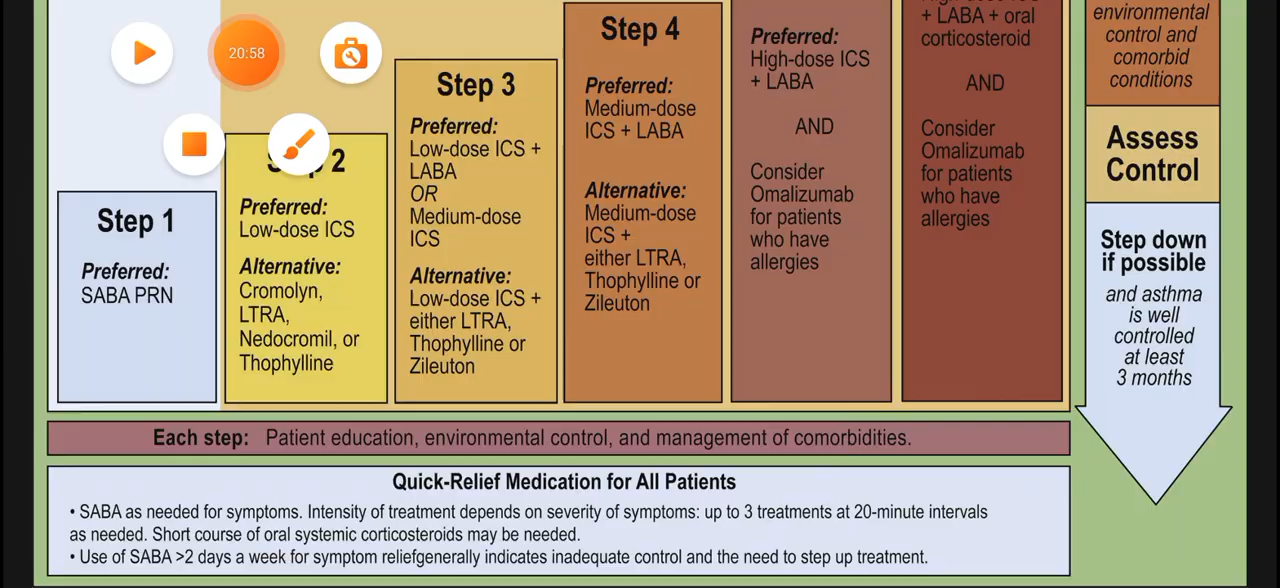 20:58
Step 1
Preferred:
SABA PRN
2
Preferred:
Low-dose ICS
Alternative:
Cromolyn,
LTRA,
Nedocromil, or
Thophylline
Step 3
Preferred:
Low-dose ICS +
LABA
OR
Medium-dose
ICS
Alternative:
Low-dose ICS +
either LTRA,
Thophylline or
Zileuton
Step 4
Preferred:
Medium-dose
ICS + LABA
Alternative:
Medium-dose
ICS +
either LTRA,
Thophylline or
Zileuton
Preferred:
High-dose ICS
+ LABA
AND
Consider
Omalizumab
for patients
who have
allergies
+ LABA + oral
corticosteroid
AND
Consider
Omalizumab
for patients
who have
allergies
environmental
control and
comorbid
conditions
Assess
Control
Step down
if possible
and asthma
is well
controlled
at least
3 months
Each step: Patient education, environmental control, and management of comorbidities.
Quick-Relief Medication for All Patients
• SABA as needed for symptoms. Intensity of treatment depends on severity of symptoms: up to 3 treatments at 20-minute intervals
as needed. Short course of oral systemic corticosteroids may be needed.
• Use of SABA >2 days a week for symptom reliefgenerally indicates inadequate control and the need to step up treatment.